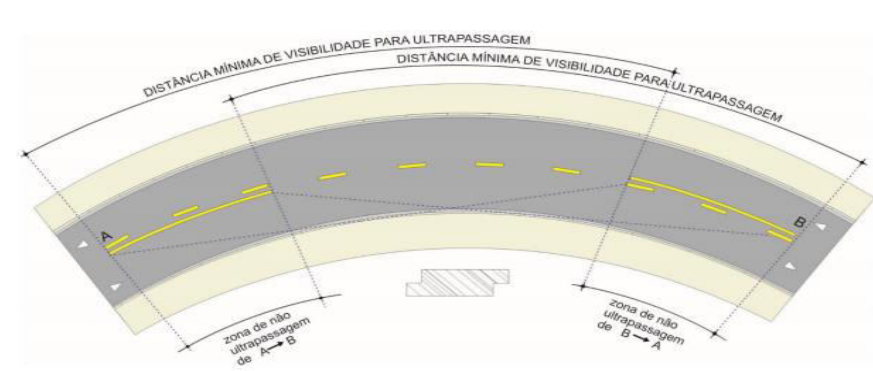 DISTÂNCIA MÍNIMA DE VISIBILIDADE PARA ULTRAPASSAGEM
DISTÂNCIA MÍNIMA DE VISIBILIDADE PARA ULTRAPASSAGEM
A
B
zona de não
ultrapassagem
de A→B
zona de não
ultrapassagem
de B→A